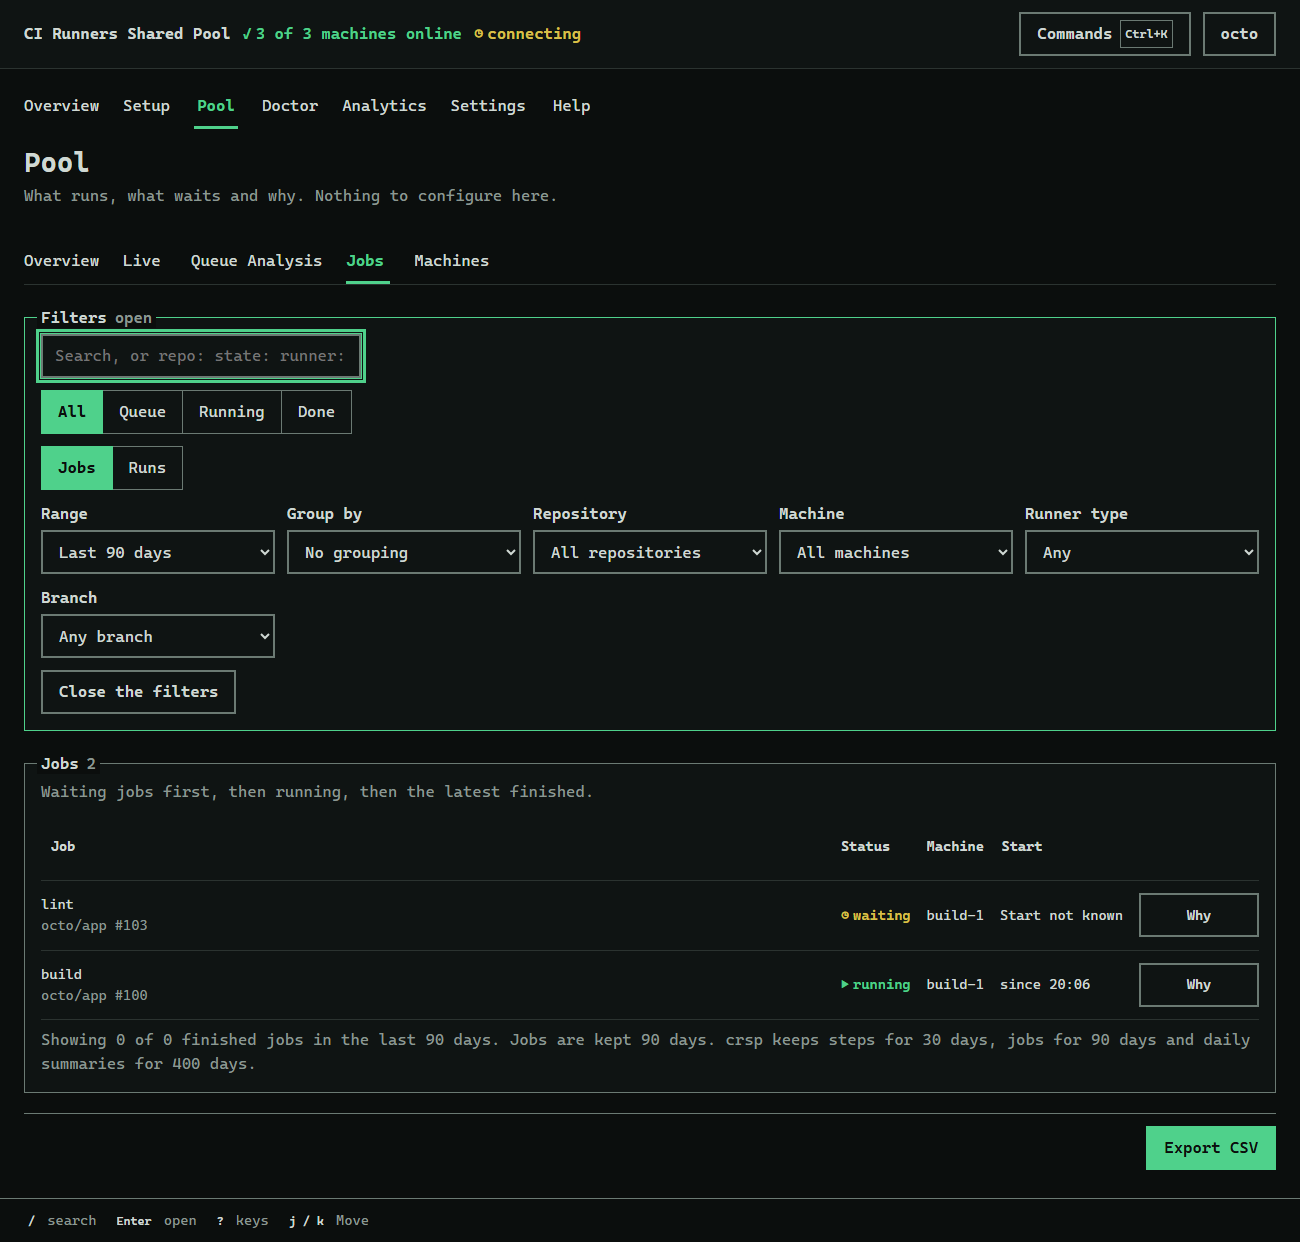 CI Runners Shared Pool ✓ 3 of 3 machines online connecting Commands Ctrl+K octo
Overview Setup Pool Doctor Analytics Settings Help
Pool
What runs, what waits and why. Nothing to configure here.
Overview Live Queue Analysis Jobs Machines
Filters open
Search, or repo: state: runner:
All Queue Running Done
Jobs Runs
Range Group by Repository Machine Runner type
Last 90 days No grouping All repositories All machines Any
Branch
Any branch
Close the filters
Jobs 2
Waiting jobs first, then running, then the latest finished.
Job Status Machine Start
lint
octo/app #103
waiting build-1 Start not known Why
build
octo/app #100
running build-1 since 20:06 Why
Showing 0 of 0 finished jobs in the last 90 days. Jobs are kept 90 days. crsp keeps steps for 30 days, jobs for 90 days and daily
summaries for 400 days.
Export CSV
/ search Enter open ? keys j / k Move